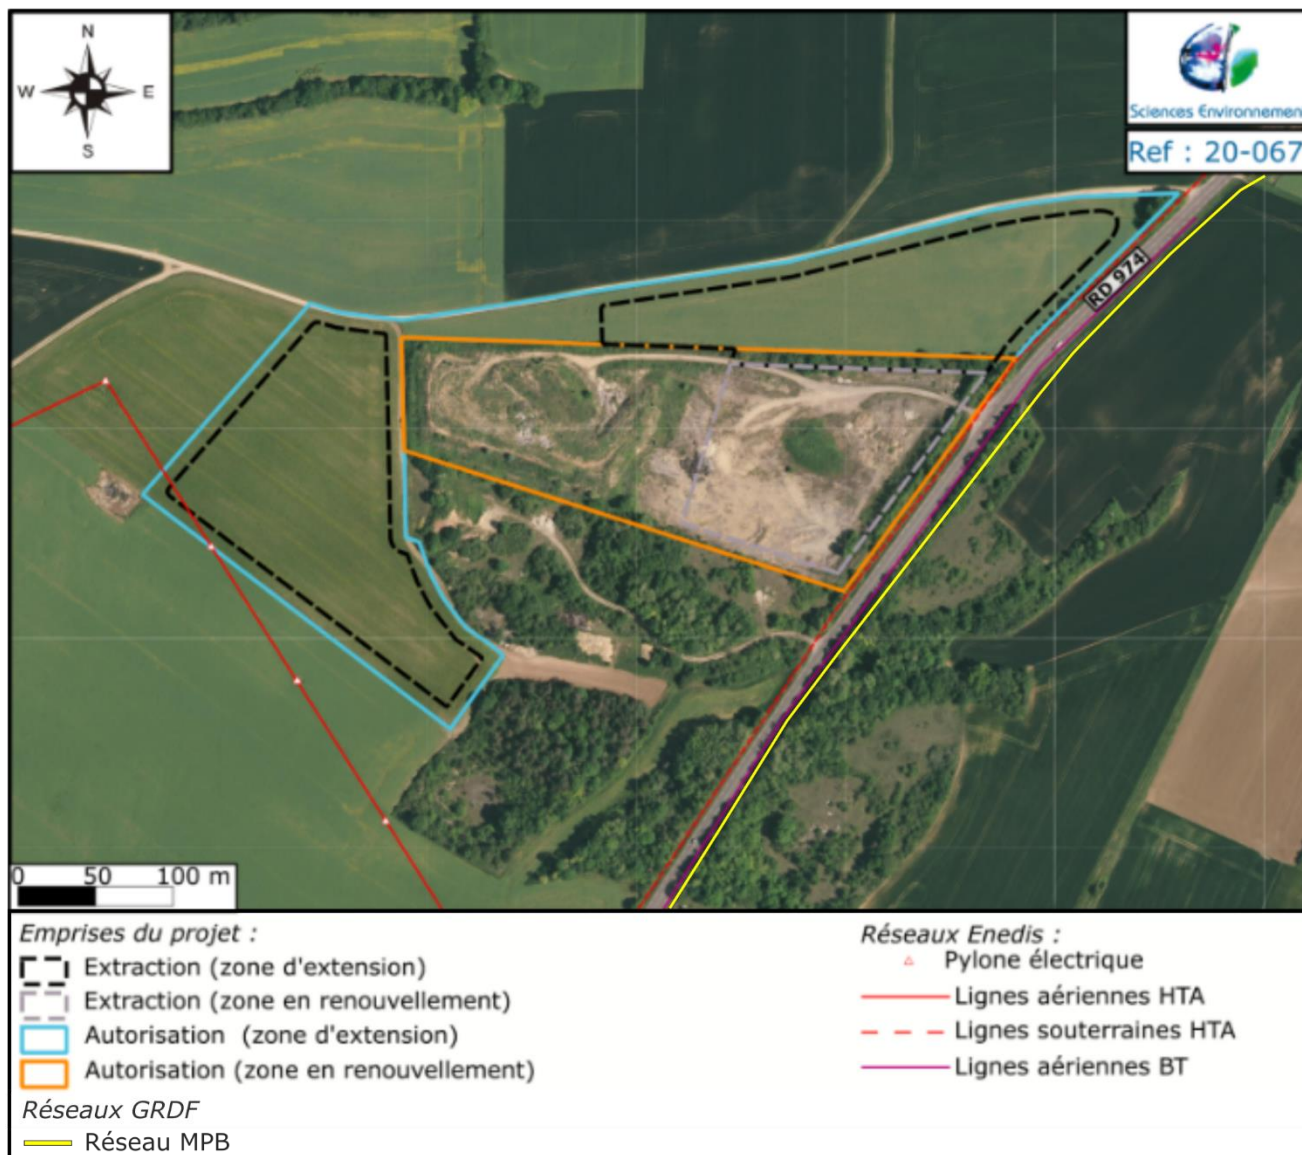 N
W E
S
Sciences Environnemen
Ref : 20-067
RD 974
0 50 100 m
Emprises du projet :
Extraction (zone d'extension)
Extraction (zone en renouvellement)
Autorisation (zone d'extension)
Autorisation (zone en renouvellement)
Réseaux GRDF
Réseau MPB
Réseaux Enedis :
Pylone électrique
Lignes aériennes HTA
Lignes souterraines HTA
Lignes aériennes BT